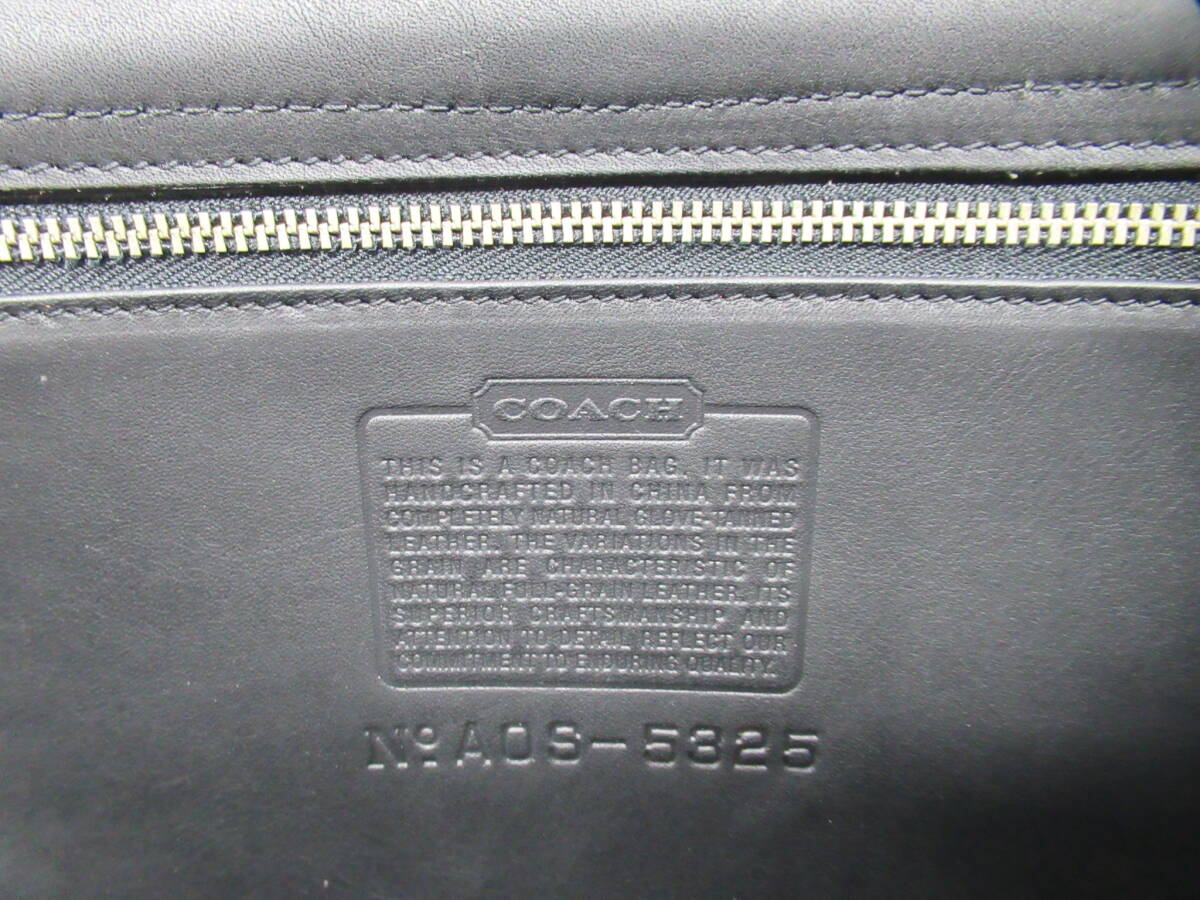 COACH
THIS IS A COACH BAG. IT WAS
HANDCRAFTED IN CHINA FROM
COMPLETELY NATURAL GLOVE-TANNED
LEATHER. THE VARIATIONS IN THE
GRAIN ARE CHARACTERISTIC OF
NATURAL FULL-GRAIN LEATHER. ITS
SUPERIOR CRAFTSMANSHIP AND
ATTENTION TO DETAIL REFLECT OUR
COMMITMENT TO ENDURING QUALITY.
Nº A0S-5325